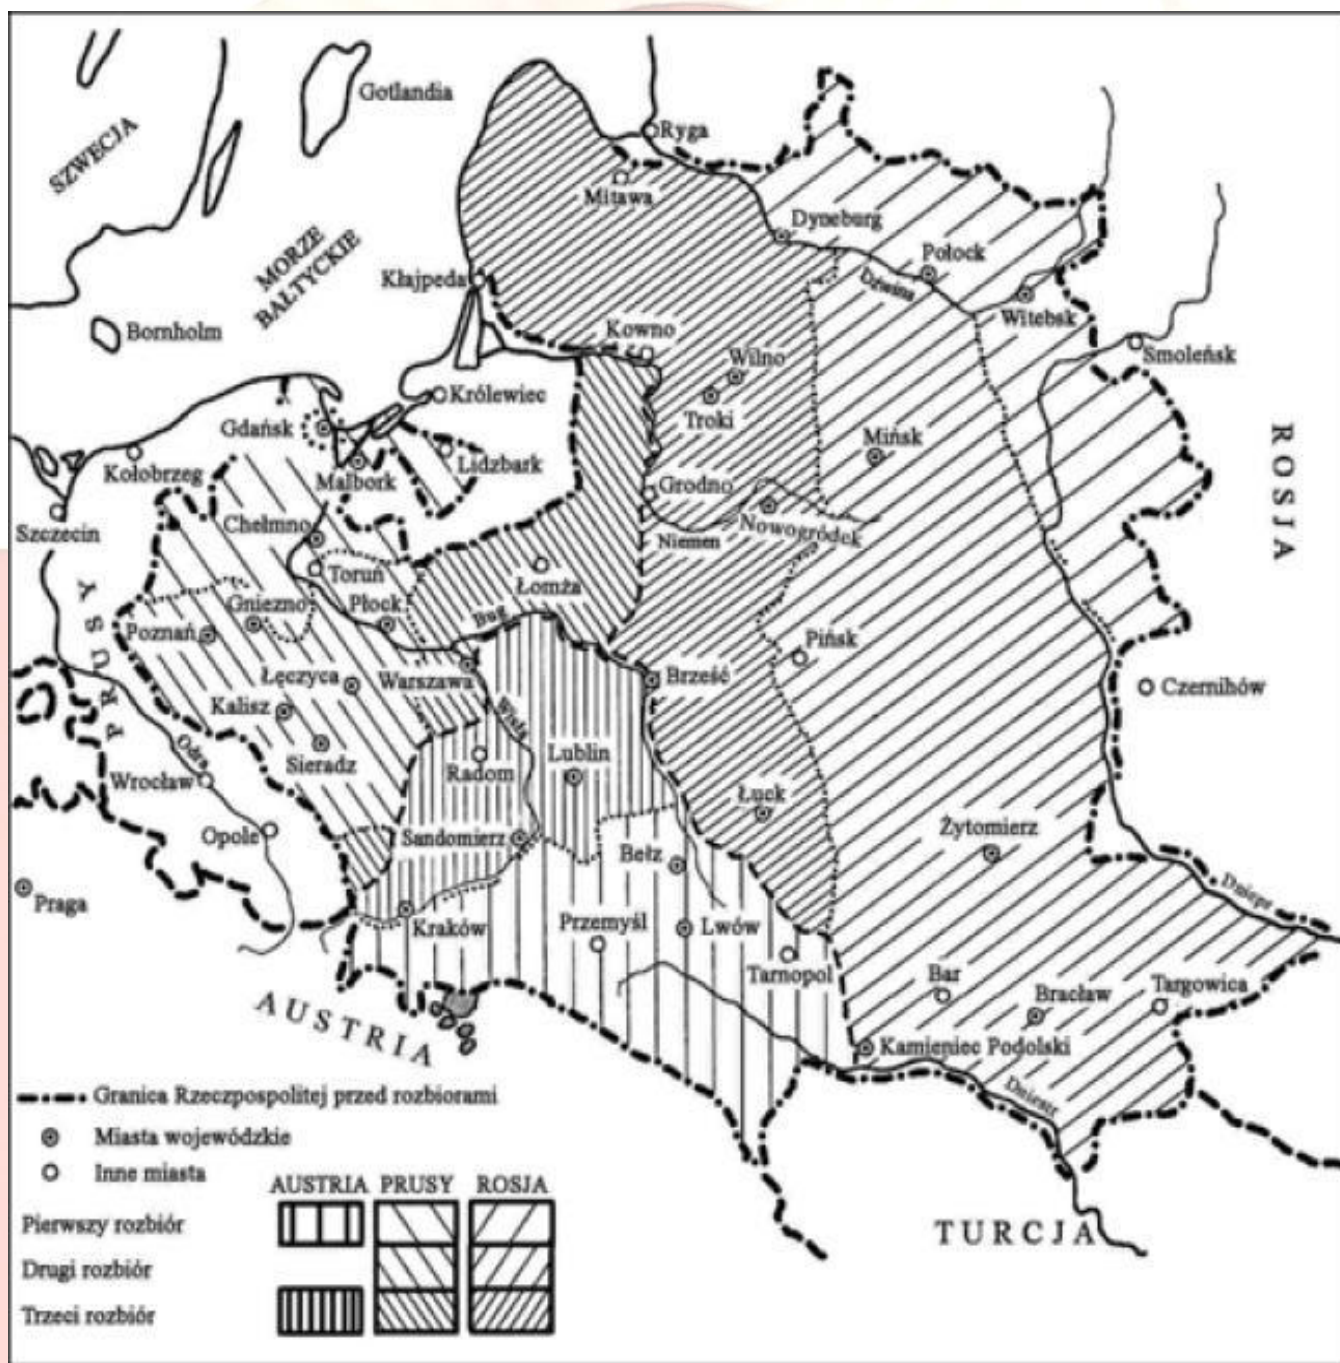 Gotlandia
SZWECJA
Ryga
Mitawa
MORZE
BAŁTYCKIE
Dyneburg
Połock
Kłajpeda
Dźwina
Witebsk
Bornholm
Kowno
Wilno
Smoleńsk
Królewiec
Troki
Gdańsk
Mińsk
ROSJA
Kołobrzeg
Malbork
Lidzbark
Grodno
Szczecin
Chełmno
Nowogródek
Niemen
Toruń
Łomża
PRUSY
Gniezno
Płock
Bug
Poznań
Pińsk
Łęczyca
Warszawa
Brześć
Czernihów
Kalisz
Wisła
Odra
Sieradz
Wrocław
Radom
Lublin
Łuck
Opole
Sandomierz
Żytomierz
Bełz
Praga
Dniepr
Kraków
Przemyśl
Lwów
Tarnopol
Bar
Targowica
Bracław
AUSTRIA
Kamieniec Podolski
Dniestr
Granica Rzeczpospolitej przed rozbiorami
Miasta wojewódzkie
Inne miasta
AUSTRIA PRUSY ROSJA
Pierwszy rozbiór
Drugi rozbiór
Trzeci rozbiór
TURCJA